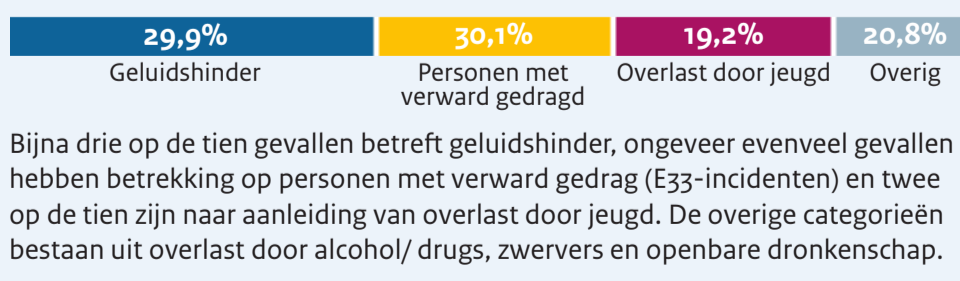 29,9% 30,1% 19,2% 20,8%
Geluidshinder Personen met verward gedragd Overlast door jeugd Overig
Bijna drie op de tien gevallen betreft geluidshinder, ongeveer evenveel gevallen
hebben betrekking op personen met verward gedrag (E33-incidenten) en twee
op de tien zijn naar aanleiding van overlast door jeugd. De overige categorieën
bestaan uit overlast door alcohol/ drugs, zwervers en openbare dronkenschap.